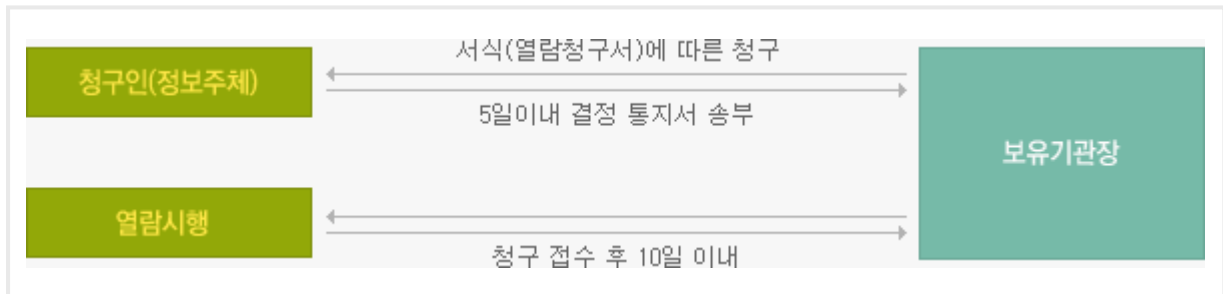 서식(열람청구서)에 따른 청구
청구인(정보주체)
5일이내 결정 통지서 송부
보유기관장
열람시행
청구 접수 후 10일 이내